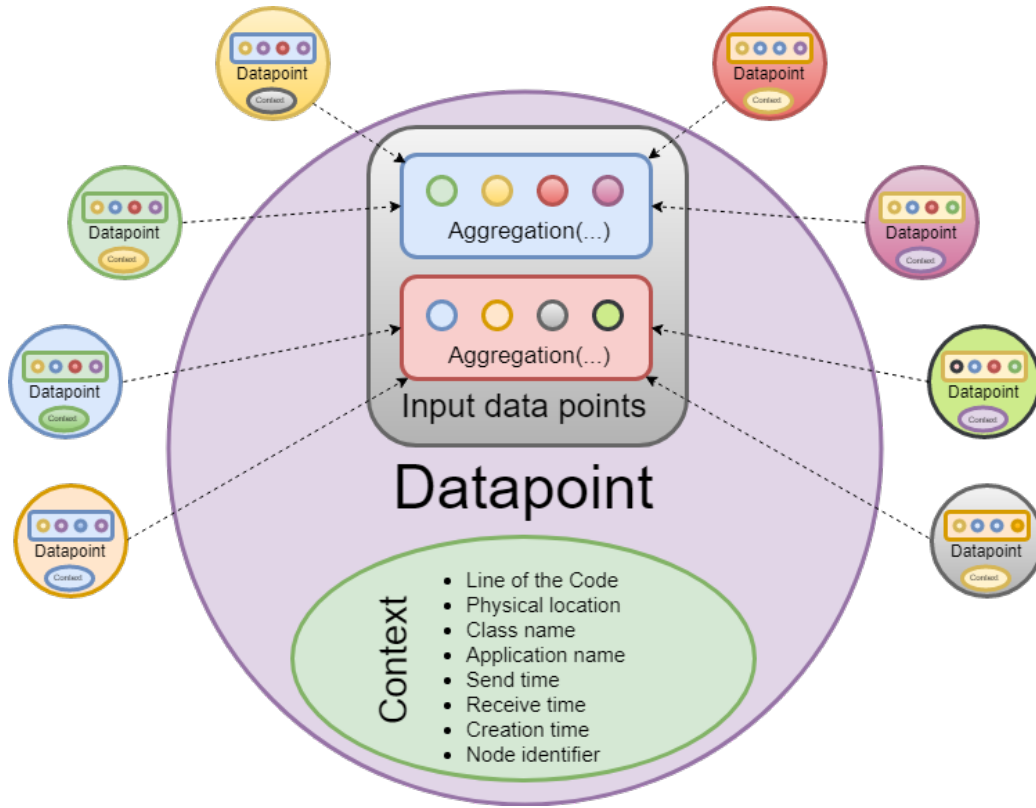 Datapoint
Context
Datapoint
Context
Datapoint
Context
Datapoint
Context
Aggregation(...)
Aggregation(...)
Input data points
Datapoint
Context
Datapoint
Context
Datapoint
Context
Datapoint
Context
Datapoint
Context
• Line of the Code
• Physical location
• Class name
• Application name
• Send time
• Receive time
• Creation time
• Node identifier